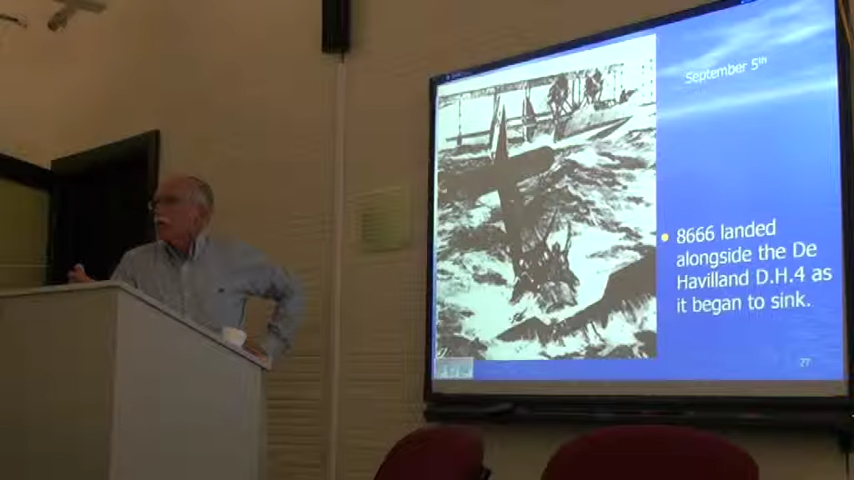 September 5th
8666 landed
alongside the De
Havilland D.H.4 as
it began to sink.
27